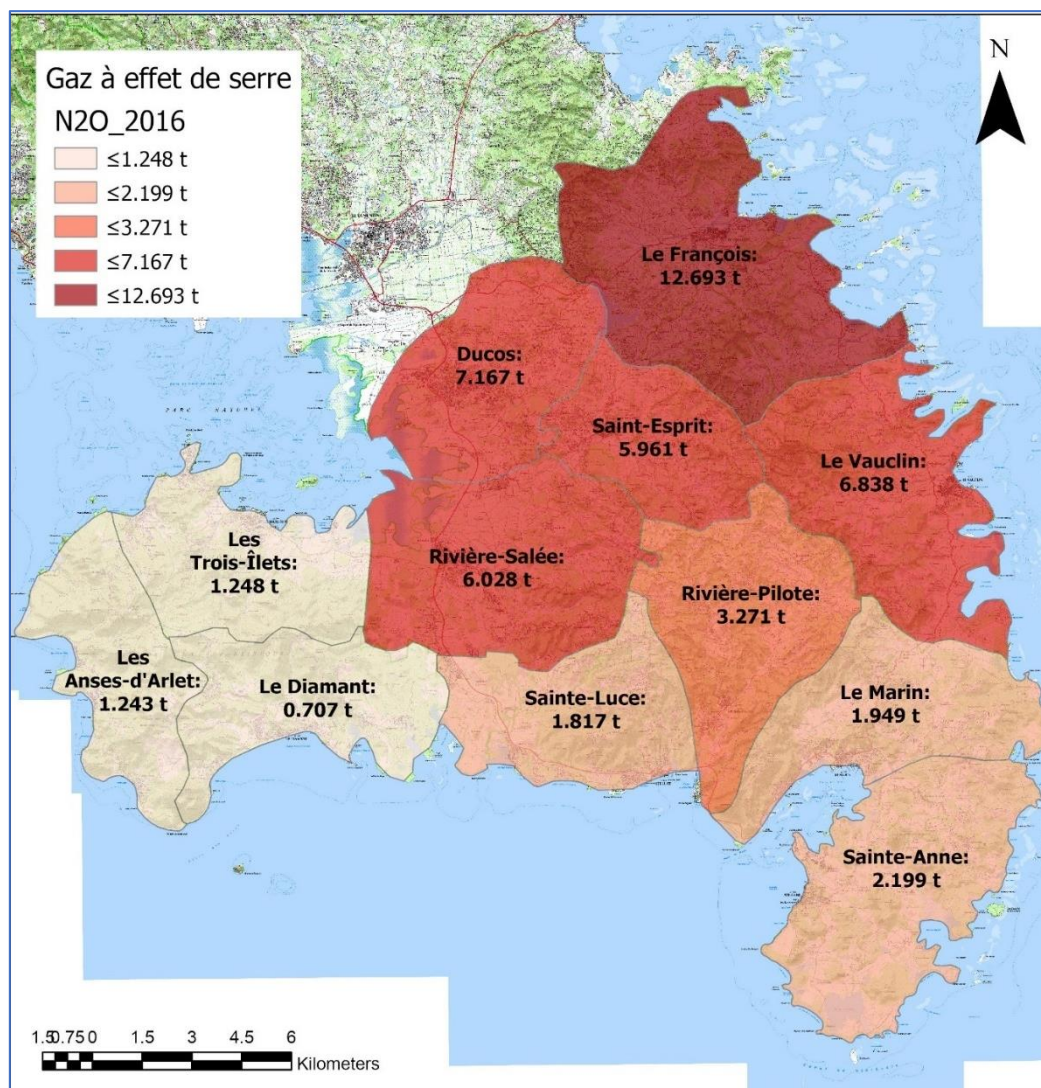 Gaz à effet de serre
N2O_2016
≤1.248 t
≤2.199 t
≤3.271 t
≤7.167 t
≤12.693 t
N
Le François:
12.693 t
Ducos:
7.167 t
Saint-Esprit:
5.961 t
Le Vauclin:
6.838 t
Les
Trois-Îlets:
1.248 t
Rivière-Salée:
6.028 t
Rivière-Pilote:
3.271 t
Les
Anses-d'Arlet:
1.243 t
Le Diamant:
0.707 t
Sainte-Luce:
1.817 t
Le Marin:
1.949 t
Sainte-Anne:
2.199 t
1.50.75 0 1.5 3 4.5 6
Kilometers